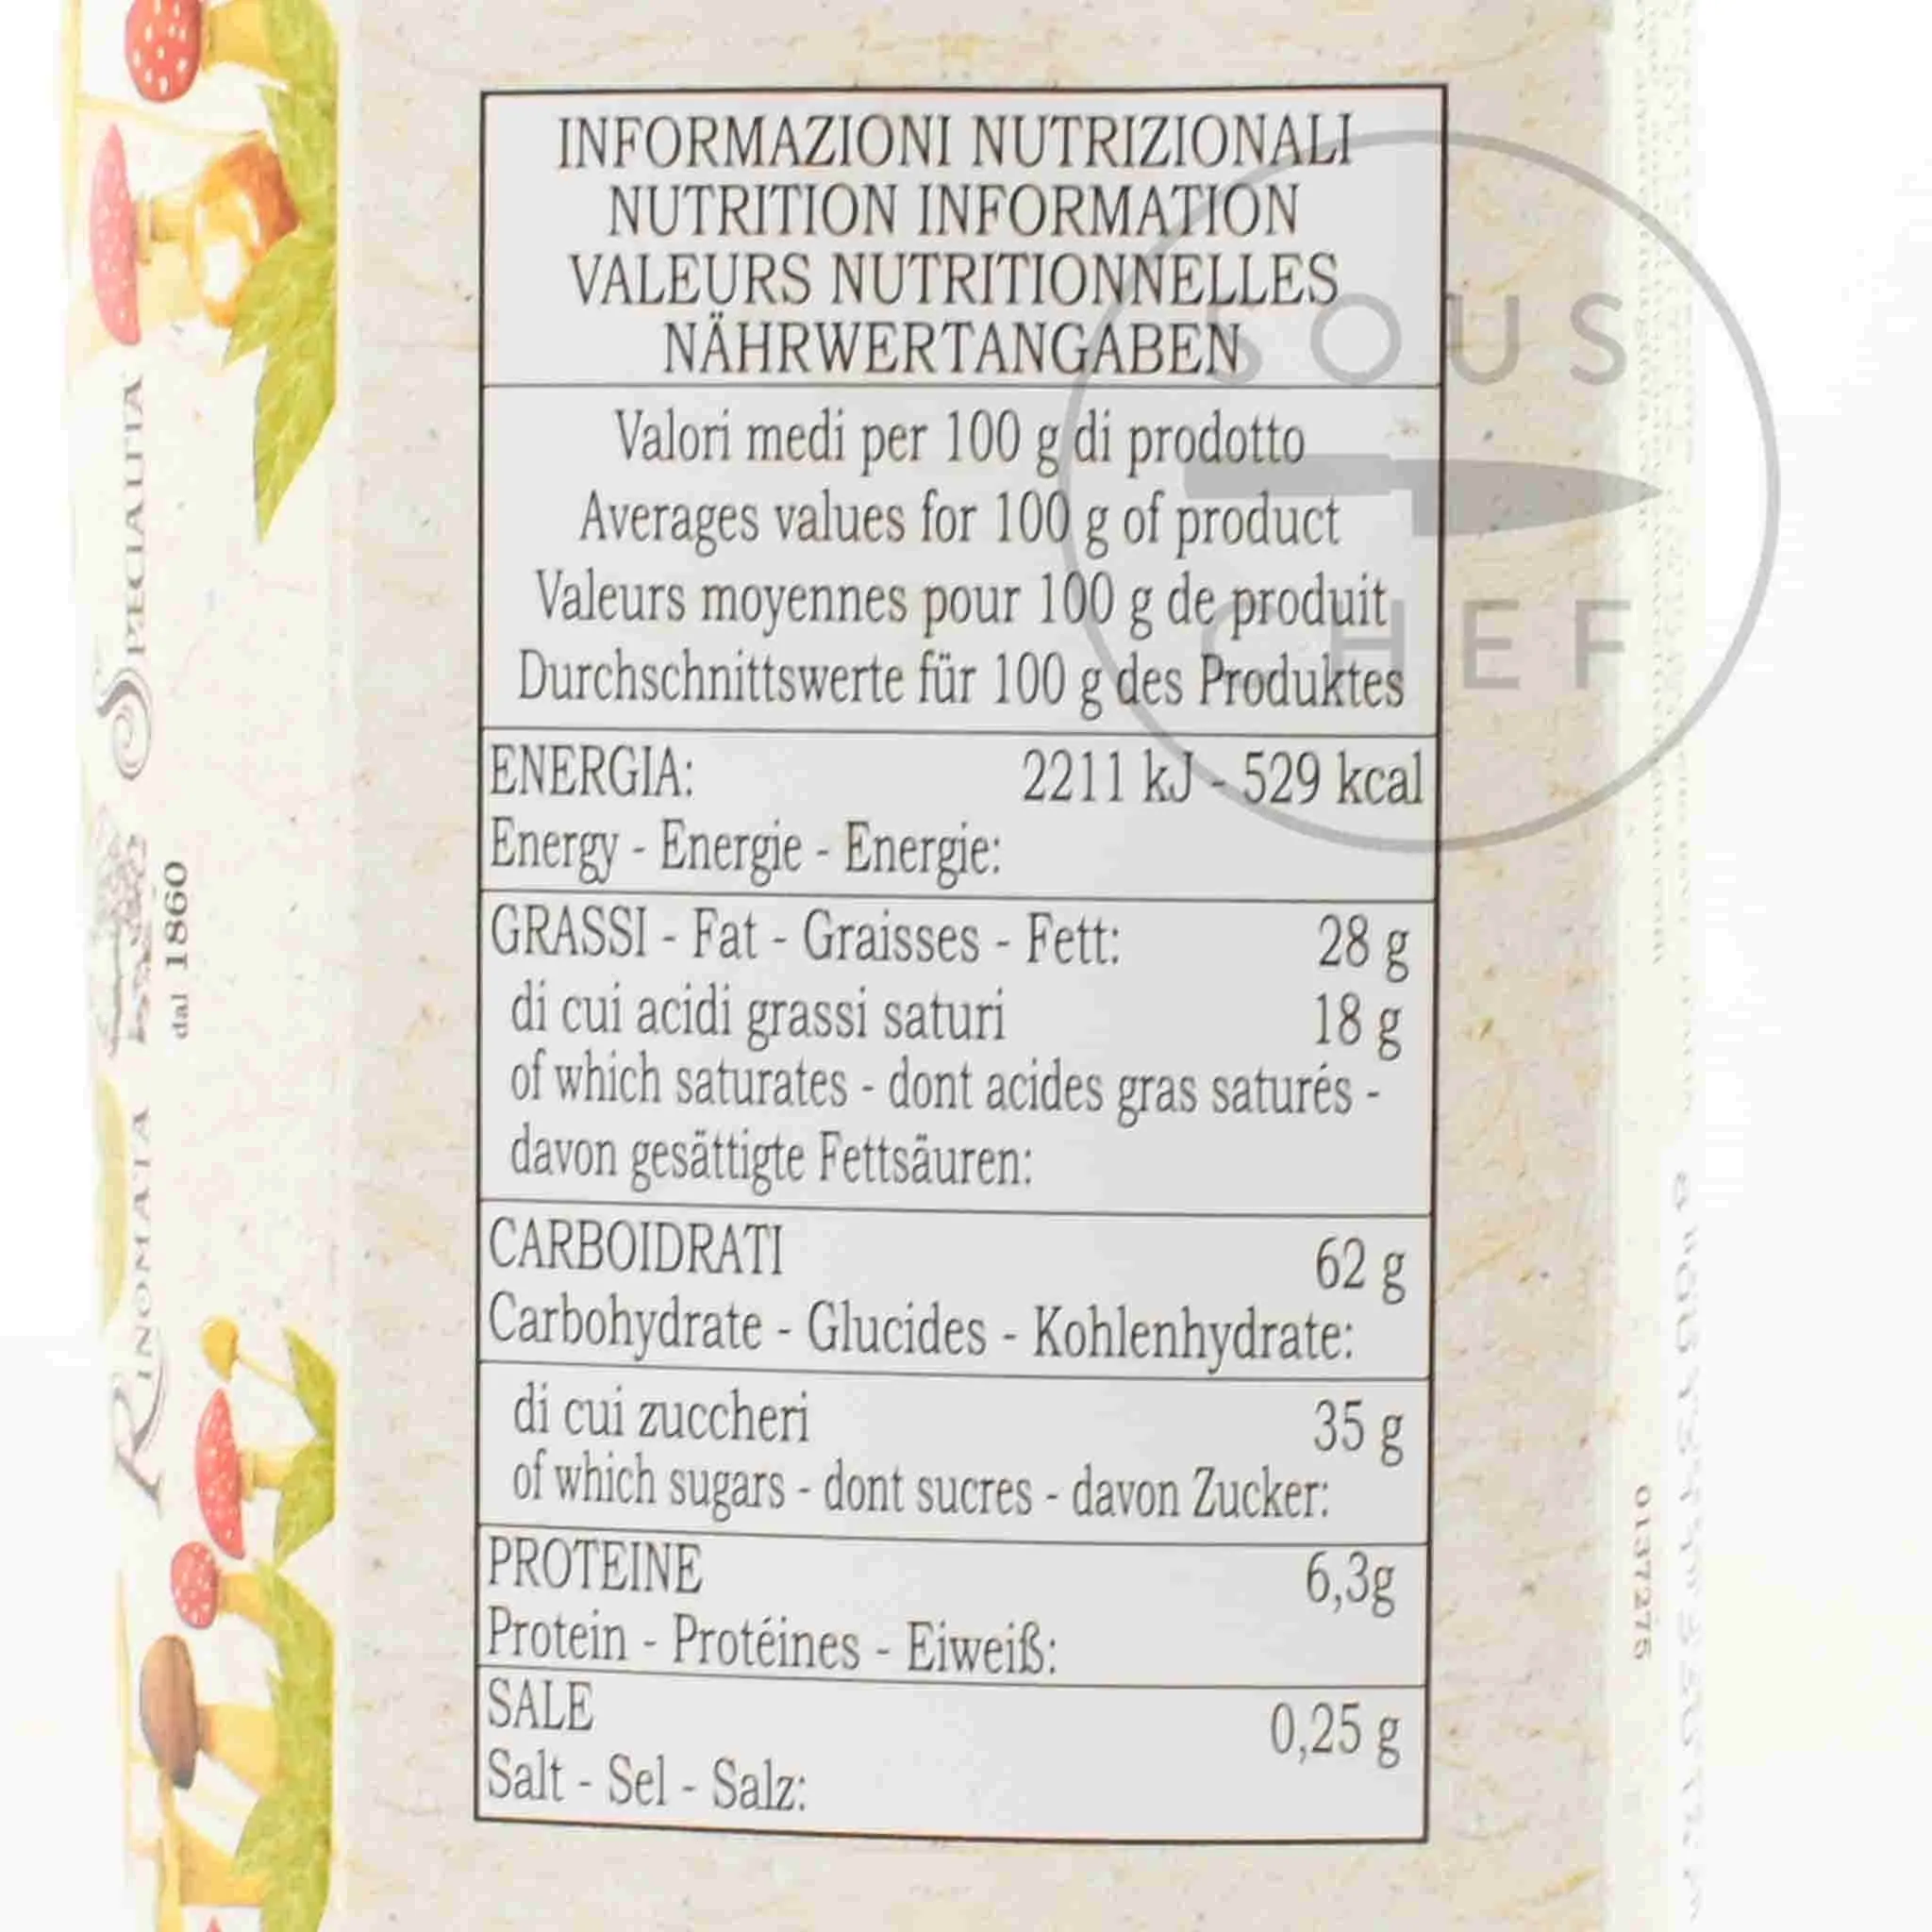 INFORMAZIONI NUTRIZIONALI
NUTRITION INFORMATION
VALEURS NUTRITIONNELLES
NÄHRWERTANGABEN
Valori medi per 100 g di prodotto
Averages values for 100 g of product
Valeurs moyennes pour 100 g de produit
Durchschnittswerte für 100 g des Produktes
ENERGIA: 2211 kJ - 529 kcal
Energy - Energie - Energie:
GRASSI - Fat - Graisses - Fett: 28 g
di cui acidi grassi saturi 18 g
of which saturates - dont acides gras saturés -
davon gesättigte Fettsäuren:
CARBOIDRATI 62 g
Carbohydrate - Glucides - Kohlenhydrate:
di cui zuccheri 35 g
of which sugars - dont sucres - davon Zucker:
PROTEINE 6,3g
Protein - Protéines - Eiweiß:
SALE 0,25 g
Salt - Sel - Salz:
RINOMATA SPECIALITA'
dal 1860
SOUS
CHEF
0137275